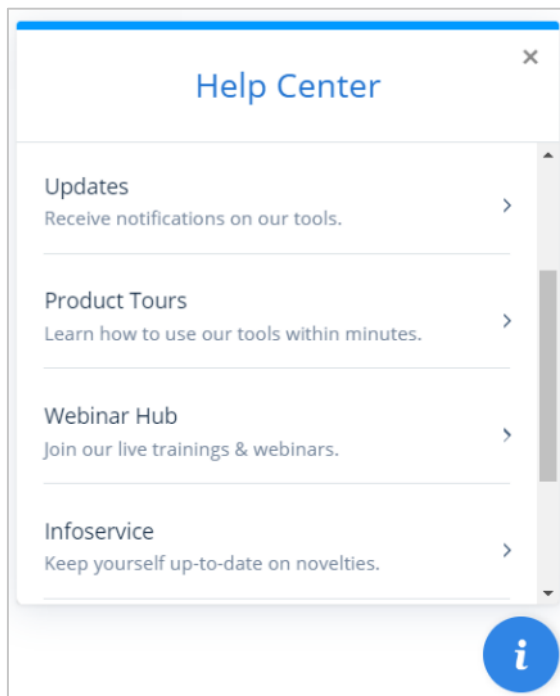 Help Center
Updates
Receive notifications on our tools.
Product Tours
Learn how to use our tools within minutes.
Webinar Hub
Join our live trainings & webinars.
Infoservice
Keep yourself up-to-date on novelties.
i